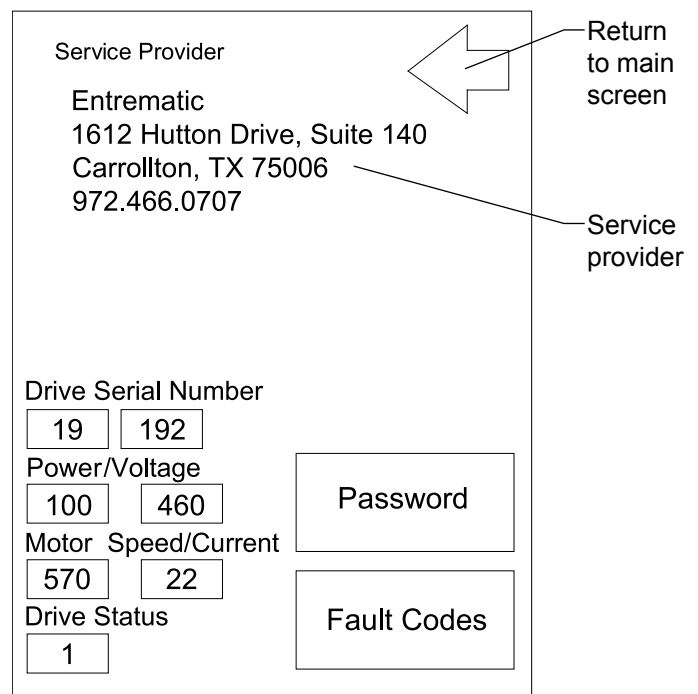 Service Provider
Entrematic
1612 Hutton Drive, Suite 140
Carrollton, TX 75006
972.466.0707
Return
to main
screen
Service
provider
Drive Serial Number
19 192
Power/Voltage
100 460
Motor Speed/Current
570 22
Drive Status
1
Password
Fault Codes